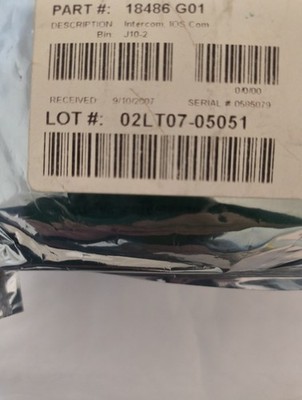 PART #: 18486 G01
DESCRIPTION Intercom, IOS Com
Bin J10-2
0/0/00
RECEIVED: 9/10/2007 SERIAL # 0595079
LOT #: 02LT07-05051